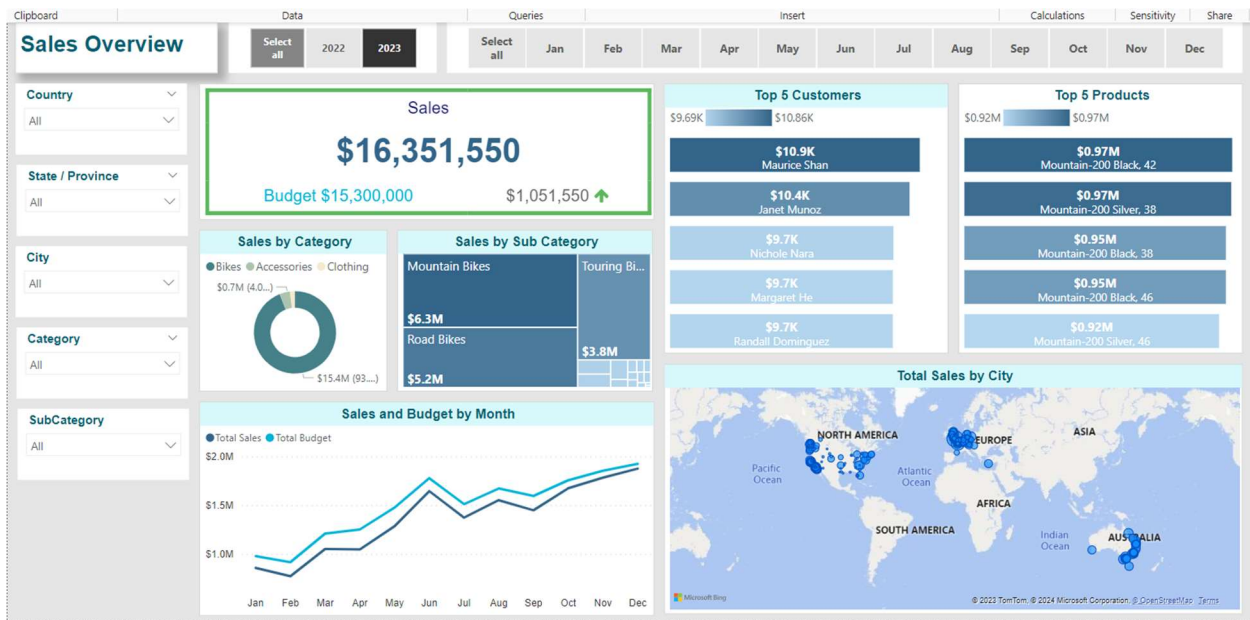 Clipboard
Data
Queries
Insert
Calculations
Sensitivity
Share
Sales Overview
Select all
2022
2023
Select all
Jan
Feb
Mar
Apr
May
Jun
Jul
Aug
Sep
Oct
Nov
Dec
Country
All
State / Province
All
City
All
Category
All
SubCategory
All
Sales
$16,351,550
Budget $15,300,000
$1,051,550
Sales by Category
Bikes Accessories Clothing
$0.7M (4.0...)
$15.4M (93....)
Sales by Sub Category
Mountain Bikes
$6.3M
Road Bikes
$5.2M
Touring Bi...
$3.8M
Sales and Budget by Month
Total Sales Total Budget
$2.0M
$1.5M
$1.0M
Jan Feb Mar Apr May Jun Jul Aug Sep Oct Nov Dec
Top 5 Customers
$9.69K $10.86K
$10.9K
Maurice Shan
$10.4K
Janet Munoz
$9.7K
Nichole Nara
$9.7K
Margaret He
$9.7K
Randall Dominguez
Top 5 Products
$0.92M $0.97M
$0.97M
Mountain-200 Black, 42
$0.97M
Mountain-200 Silver, 38
$0.95M
Mountain-200 Black, 38
$0.95M
Mountain-200 Black, 46
$0.92M
Mountain-200 Silver, 46
Total Sales by City
NORTH AMERICA
EUROPE
ASIA
Pacific
Ocean
Atlantic
Ocean
AFRICA
SOUTH AMERICA
Indian
Ocean
AUSTRALIA
Microsoft Bing
© 2023 TomTom, © 2024 Microsoft Corporation, © OpenStreetMap Terms